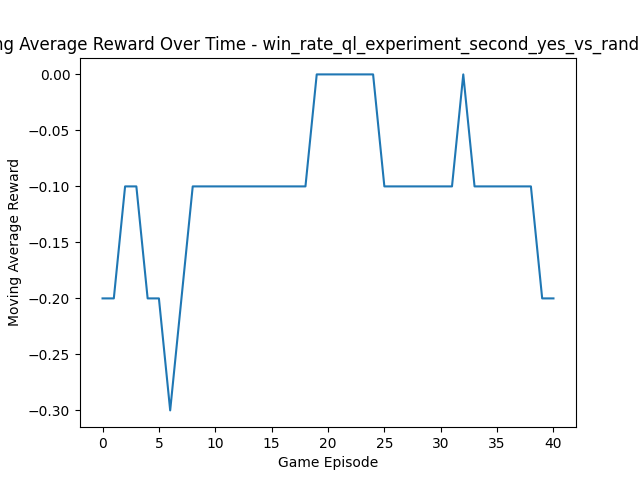 ng Average Reward Over Time - win_rate_ql_experiment_second_yes_vs_rand
0.00
−0.05
−0.10
−0.15
−0.20
−0.25
−0.30
Moving Average Reward
0 5 10 15 20 25 30 35 40
Game Episode